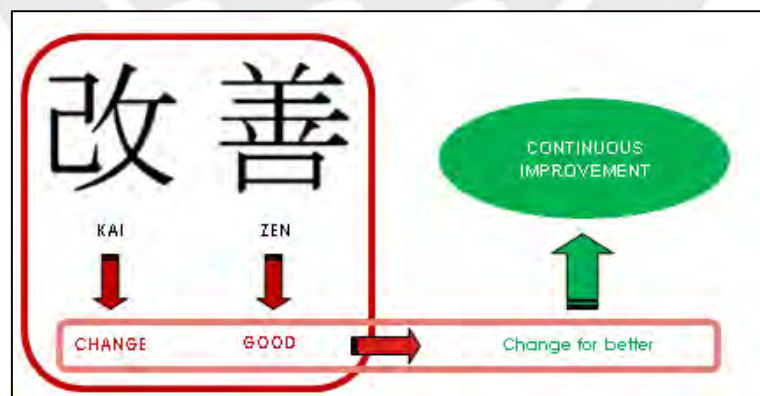 改善
KAI ZEN
CONTINUOUS
IMPROVEMENT
CHANGE GOOD Change for better